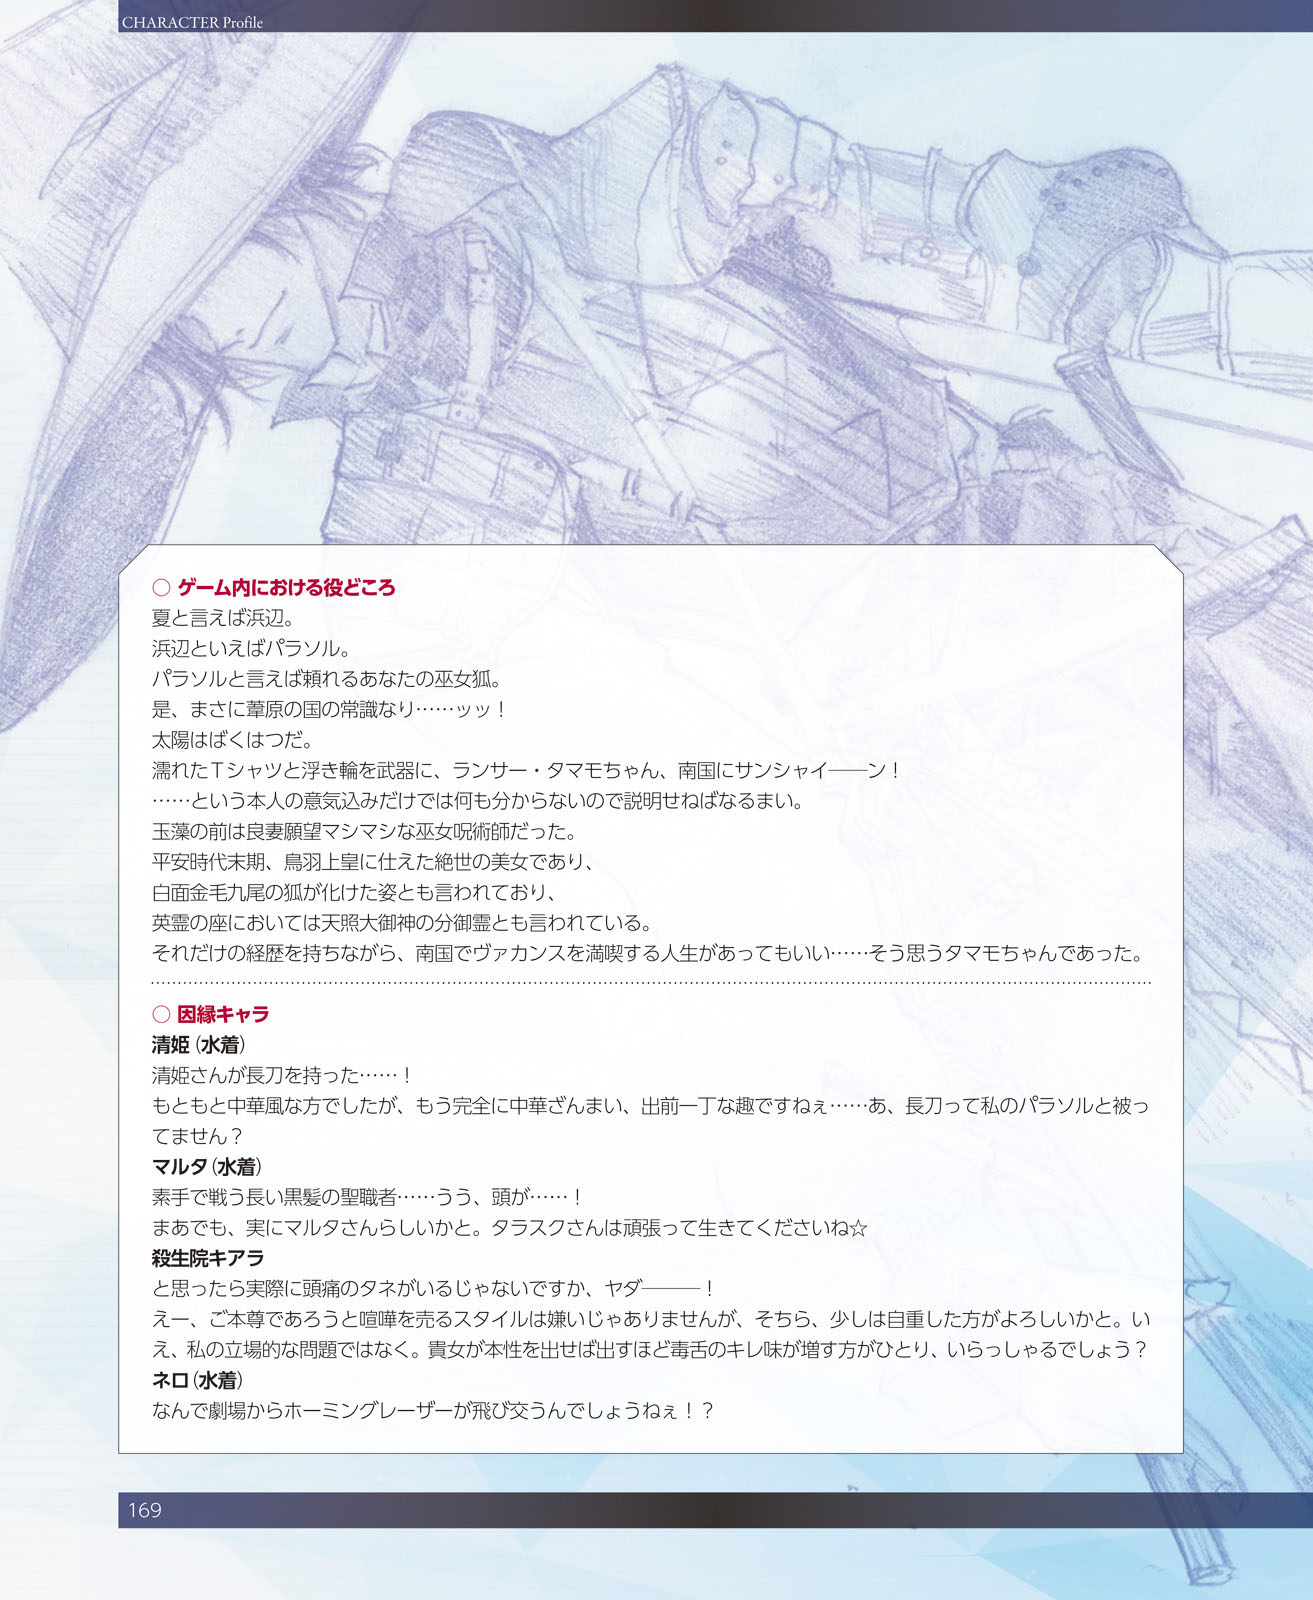 CHARACTER Profile
○ ゲーム内における役どころ
夏と言えば浜辺。
浜辺といえばパラソル。
パラソルと言えば頼れるあなたの巫女狐。
是、まさに葦原の国の常識なり……ッッ！
太陽はばくはつだ。
濡れたＴシャツと浮き輪を武器に、ランサー・タマモちゃん、南国にサンシャイ――ン！
……という本人の意気込みだけでは何も分からないので説明せねばなるまい。
玉藻の前は良妻願望マシマシな巫女呪術師だった。
平安時代末期、鳥羽上皇に仕えた絶世の美女であり、
白面金毛九尾の狐が化けた姿とも言われており、
英霊の座においては天照大御神の分御霊とも言われている。
それだけの経歴を持ちながら、南国でヴァカンスを満喫する人生があってもいい……そう思うタマモちゃんであった。
○ 因縁キャラ
清姫（水着）
清姫さんが長刀を持った……！
もともと中華風な方でしたが、もう完全に中華ざんまい、出前一丁な趣ですねぇ……あ、長刀って私のパラソルと被っ
てません？
マルタ（水着）
素手で戦う長い黒髪の聖職者……うう、頭が……！
まあでも、実にマルタさんらしいかと。タラスクさんは頑張って生きてくださいね☆
殺生院キアラ
と思ったら実際に頭痛のタネがいるじゃないですか、ヤダ―――！
えー、ご本尊であろうと喧嘩を売るスタイルは嫌いじゃありませんが、そちら、少しは自重した方がよろしいかと。い
え、私の立場的な問題ではなく。貴女が本性を出せば出すほど毒舌のキレ味が増す方がひとり、いらっしゃるでしょう？
ネロ（水着）
なんで劇場からホーミングレーザーが飛び交うんでしょうねぇ！？
169